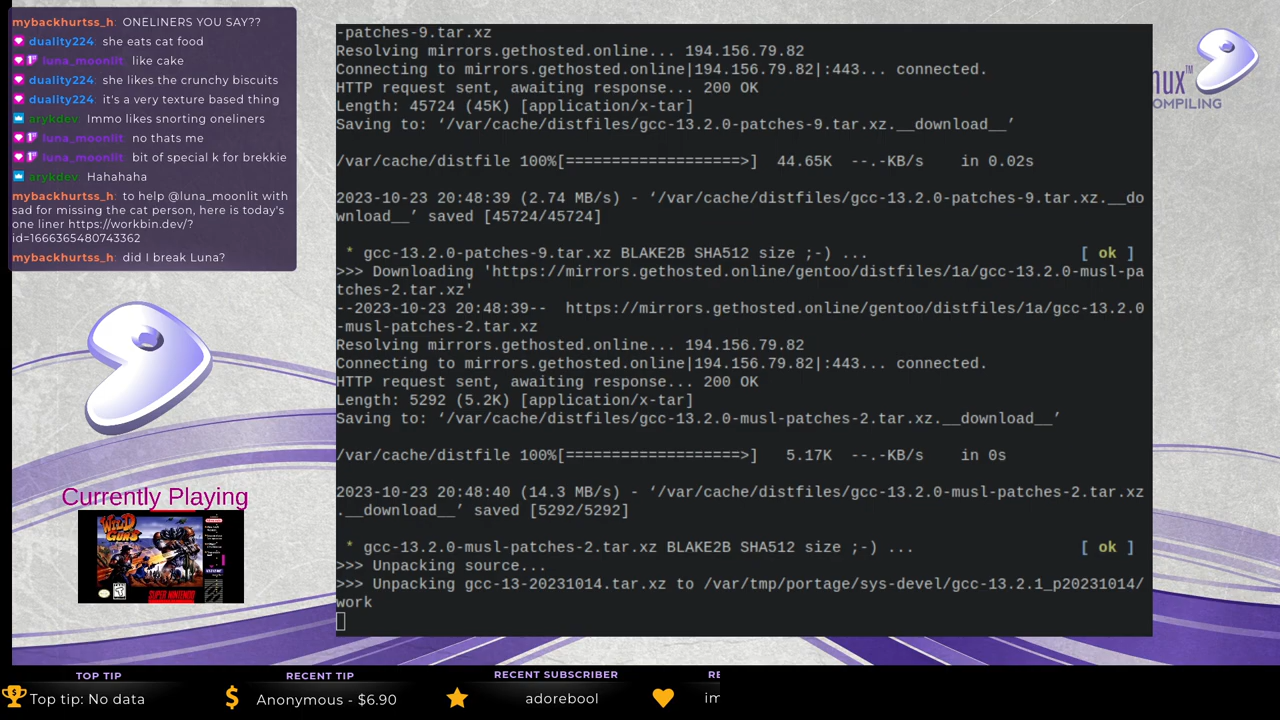 mybackhurtss_h: ONELINERS YOU SAY??
duality224: she eats cat food
luna_moonlit: like cake
duality224: she likes the crunchy biscuits
duality224: it's a very texture based thing
arykdev: Immo likes snorting oneliners
luna_moonlit: no thats me
luna_moonlit: bit of special k for brekkie
arykdev: Hahahaha
mybackhurtss_h: to help @luna_moonlit with
sad for missing the cat person, here is today's
one liner https://workbin.dev/?
id=1666365480743362
mybackhurtss_h: did I break Luna?
-patches-9.tar.xz
Resolving mirrors.gethosted.online... 194.156.79.82
Connecting to mirrors.gethosted.online|194.156.79.82|:443... connected.
HTTP request sent, awaiting response... 200 OK
Length: 45724 (45K) [application/x-tar]
Saving to: ‘/var/cache/distfiles/gcc-13.2.0-patches-9.tar.xz.__download__’
/var/cache/distfile 100%[===================>]  44.65K  --.-KB/s    in 0.02s
2023-10-23 20:48:39 (2.74 MB/s) - ‘/var/cache/distfiles/gcc-13.2.0-patches-9.tar.xz.__do
wnload__’ saved [45724/45724]
* gcc-13.2.0-patches-9.tar.xz BLAKE2B SHA512 size ;-) ... [ ok ]
>>> Downloading 'https://mirrors.gethosted.online/gentoo/distfiles/1a/gcc-13.2.0-musl-pa
tches-2.tar.xz'
--2023-10-23 20:48:39--  https://mirrors.gethosted.online/gentoo/distfiles/1a/gcc-13.2.0
-musl-patches-2.tar.xz
Resolving mirrors.gethosted.online... 194.156.79.82
Connecting to mirrors.gethosted.online|194.156.79.82|:443... connected.
HTTP request sent, awaiting response... 200 OK
Length: 5292 (5.2K) [application/x-tar]
Saving to: ‘/var/cache/distfiles/gcc-13.2.0-musl-patches-2.tar.xz.__download__’
/var/cache/distfile 100%[===================>]   5.17K  --.-KB/s    in 0s
2023-10-23 20:48:40 (14.3 MB/s) - ‘/var/cache/distfiles/gcc-13.2.0-musl-patches-2.tar.xz
.__download__’ saved [5292/5292]
* gcc-13.2.0-musl-patches-2.tar.xz BLAKE2B SHA512 size ;-) ... [ ok ]
>>> Unpacking source...
>>> Unpacking gcc-13-20231014.tar.xz to /var/tmp/portage/sys-devel/gcc-13.2.1_p20231014/
work
nux™
OMPILING
Currently Playing
WILD
GUNS
SUPER NINTENDO
TOP TIP
Top tip: No data
RECENT TIP
Anonymous - $6.90
RECENT SUBSCRIBER
adorebool
RE
im